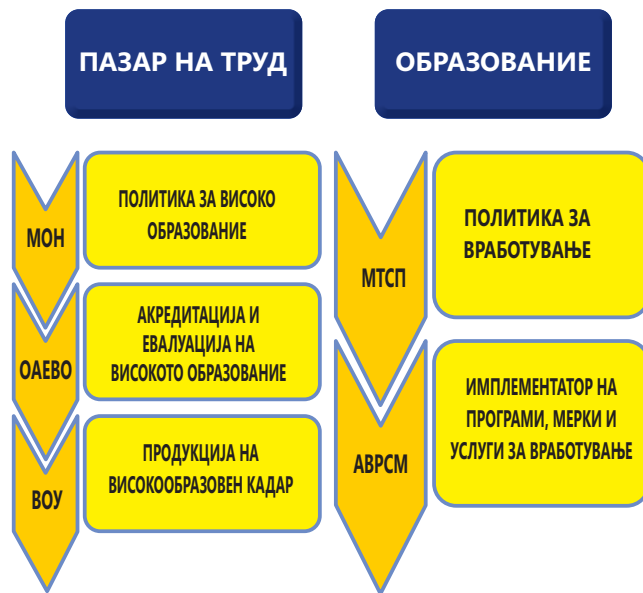 ПАЗАР НА ТРУД
МОН
ПОЛИТИКА ЗА ВИСОКО
ОБРАЗОВАНИЕ
ОАЕВО
АКРЕДИТАЦИЈА И
ЕВАЛУАЦИЈА НА
ВИСОКОТО ОБРАЗОВАНИЕ
ВОУ
ПРОДУКЦИЈА НА
ВИСОКООБРАЗОВЕН КАДАР
ОБРАЗОВАНИЕ
МТСП
ПОЛИТИКА ЗА
ВРАБОТУВАЊЕ
АВРСМ
ИМПЛЕМЕНТАТОР НА
ПРОГРАМИ, МЕРКИ И
УСЛУГИ ЗА ВРАБОТУВАЊЕ